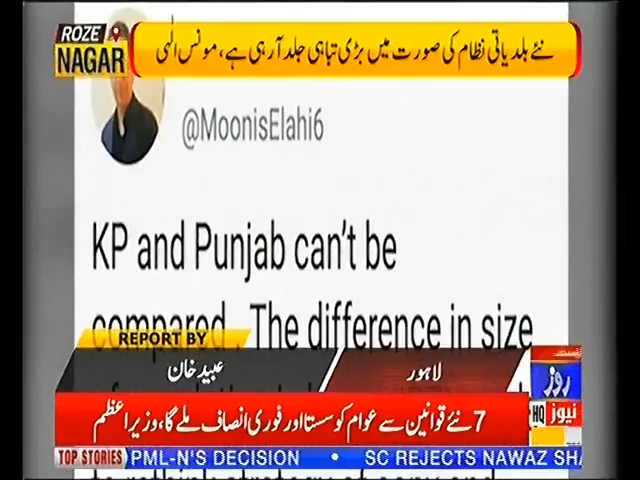 ROZE
NAGAR
نئے بلدیاتی نظام کی صورت میں بڑی تباہی جلد آرہی ہے، مونس الٰہی
@MoonisElahi6
KP and Punjab can't be
compared. The difference in size
REPORT BY
عبید خان
لاہور
روز
نیوز
HQ
7 نئے قوانین سے عوام کو سستا اور فوری انصاف ملے گا، وزیراعظم
TOP STORIES
PML-N'S DECISION • SC REJECTS NAWAZ SHA